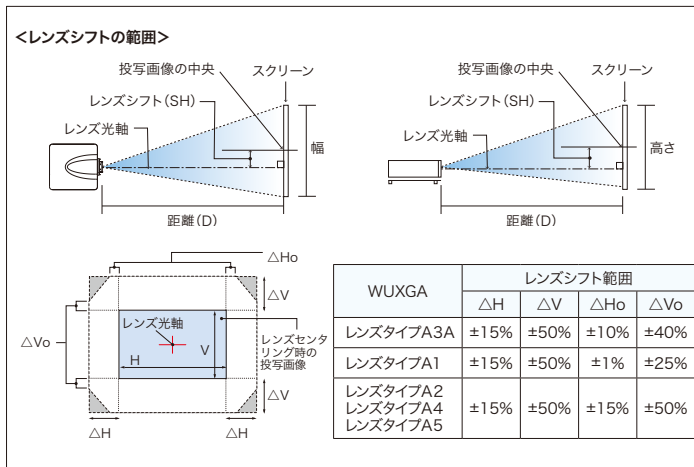 <レンズシフトの範囲>
投写画像の中央
スクリーン
レンズシフト(SH)
レンズ光軸
幅
距離(D)
投写画像の中央
スクリーン
レンズシフト(SH)
レンズ光軸
高さ
距離(D)
△Ho
△V
△Vo
レンズ光軸
H
V
レンズセンタ
リング時の
投写画像
△V
△H
△H
WUXGA
レンズシフト範囲
△H △V △Ho △Vo
レンズタイプA3A ±15% ±50% ±10% ±40%
レンズタイプA1 ±15% ±50% ±1% ±25%
レンズタイプA2
レンズタイプA4 ±15% ±50% ±15% ±50%
レンズタイプA5